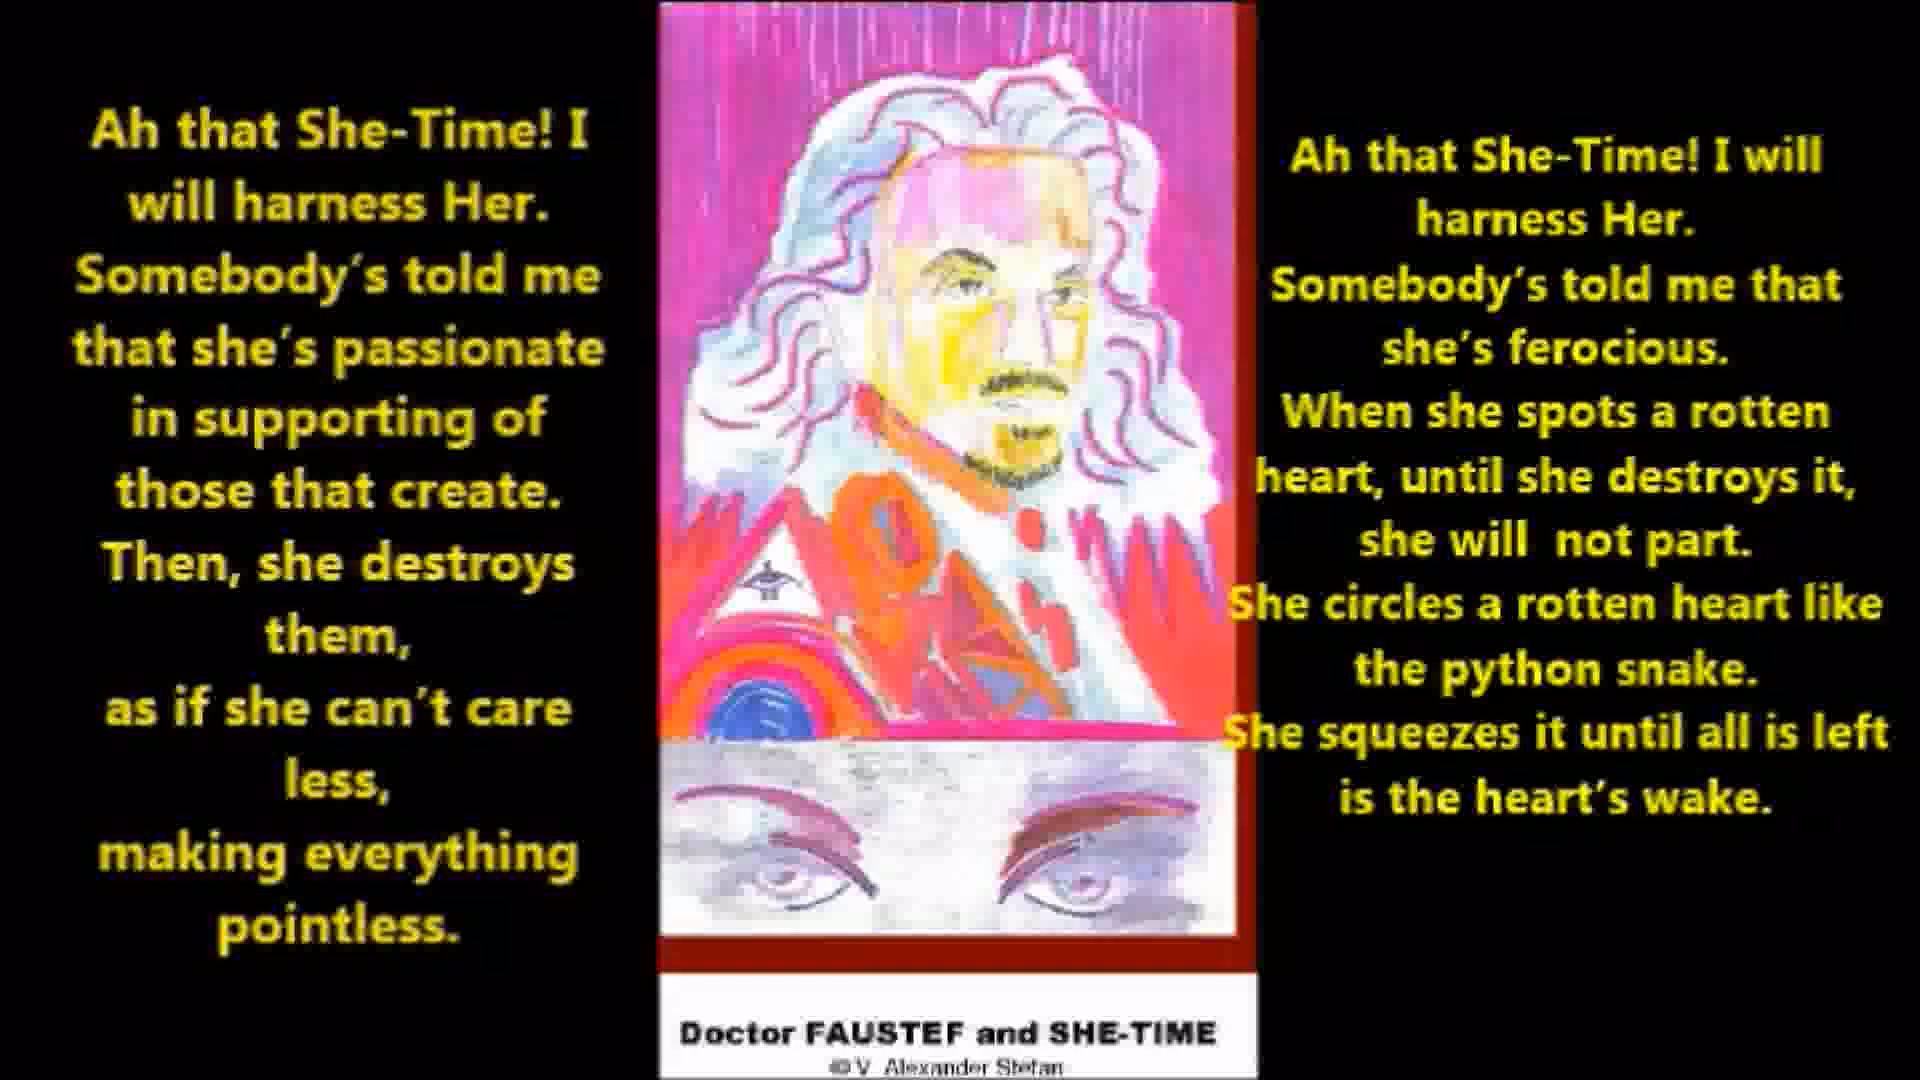 Ah that She-Time! I
will harness Her.
Somebody’s told me
that she’s passionate
in supporting of
those that create.
Then, she destroys
them,
as if she can’t care
less,
making everything
pointless.
Ah that She-Time! I will
harness Her.
Somebody’s told me that
she’s ferocious.
When she spots a rotten
heart, until she destroys it,
she will  not part.
She circles a rotten heart like
the python snake.
She squeezes it until all is left
is the heart’s wake.
Doctor FAUSTEF and SHE-TIME
© V. Alexander Stefan